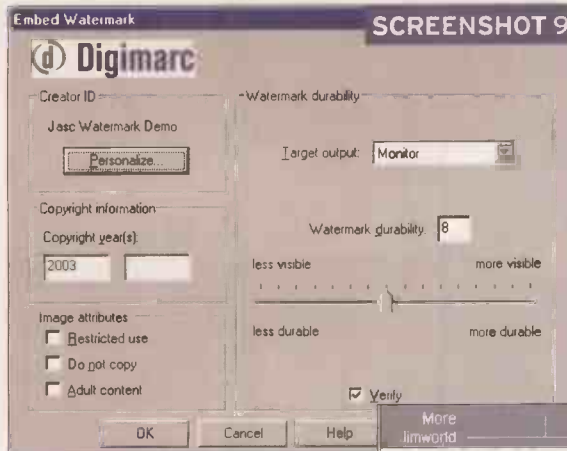 Embed Watermark
SCREENSHOT 9
(d) Digimarc
Creator ID
Jasc Watermark Demo
Personalize...
Copyright information
Copyright year(s):
2003
Image attributes
Restricted use
Do not copy
Adult content
Watermark durability
Target output: Monitor
Watermark durability: 8
less visible more visible
less durable more durable
Verify
OK Cancel Help
More
limworld